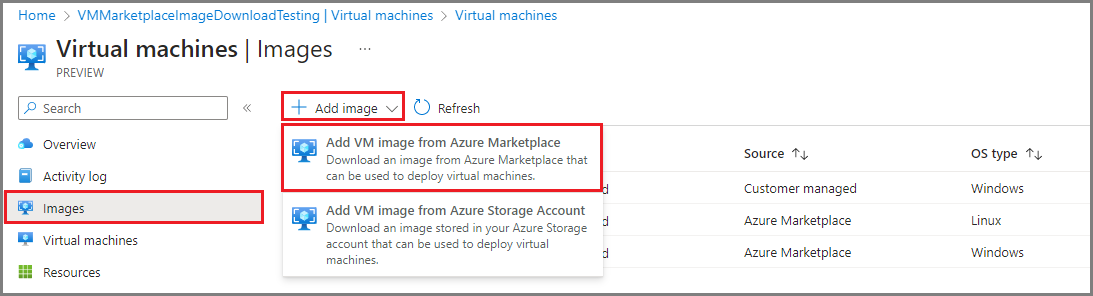 Home > VMMarketplaceImageDownloadTesting | Virtual machines > Virtual machines
Virtual machines | Images ...
PREVIEW
Search «
+ Add image
Refresh
Overview
Activity log
Images
Virtual machines
Resources
Add VM image from Azure Marketplace
Download an image from Azure Marketplace that
can be used to deploy virtual machines.
Add VM image from Azure Storage Account
Download an image stored in your Azure Storage
account that can be used to deploy virtual
machines.
Source ↑↓ OS type ↑↓
d Customer managed Windows
d Azure Marketplace Linux
d Azure Marketplace Windows